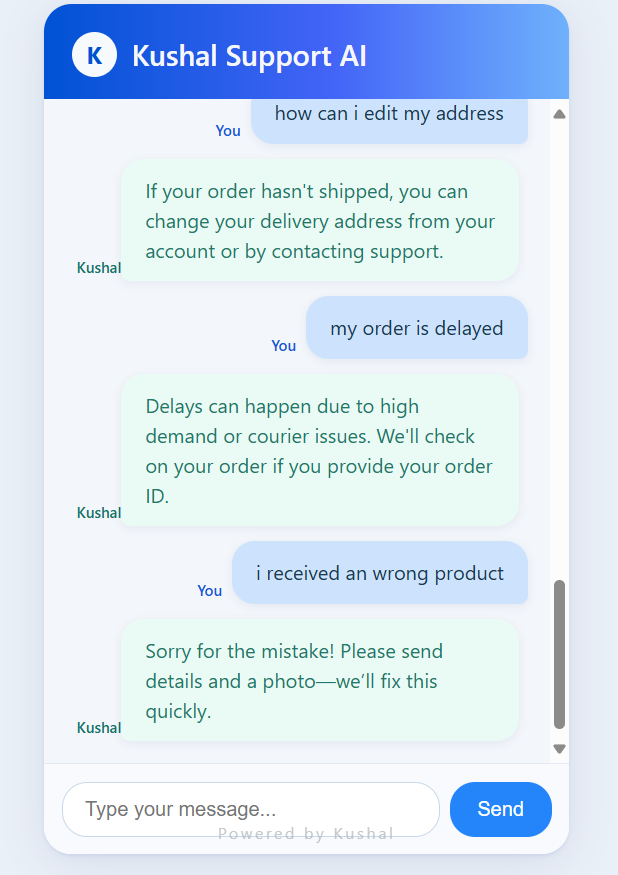 K
Kushal Support AI
how can i edit my address
You
If your order hasn't shipped, you can
change your delivery address from your
account or by contacting support.
Kushal
my order is delayed
You
Delays can happen due to high
demand or courier issues. We'll check
on your order if you provide your order
ID.
Kushal
i received an wrong product
You
Sorry for the mistake! Please send
details and a photo—we’ll fix this
quickly.
Kushal
Type your message...
Send
Powered by Kushal